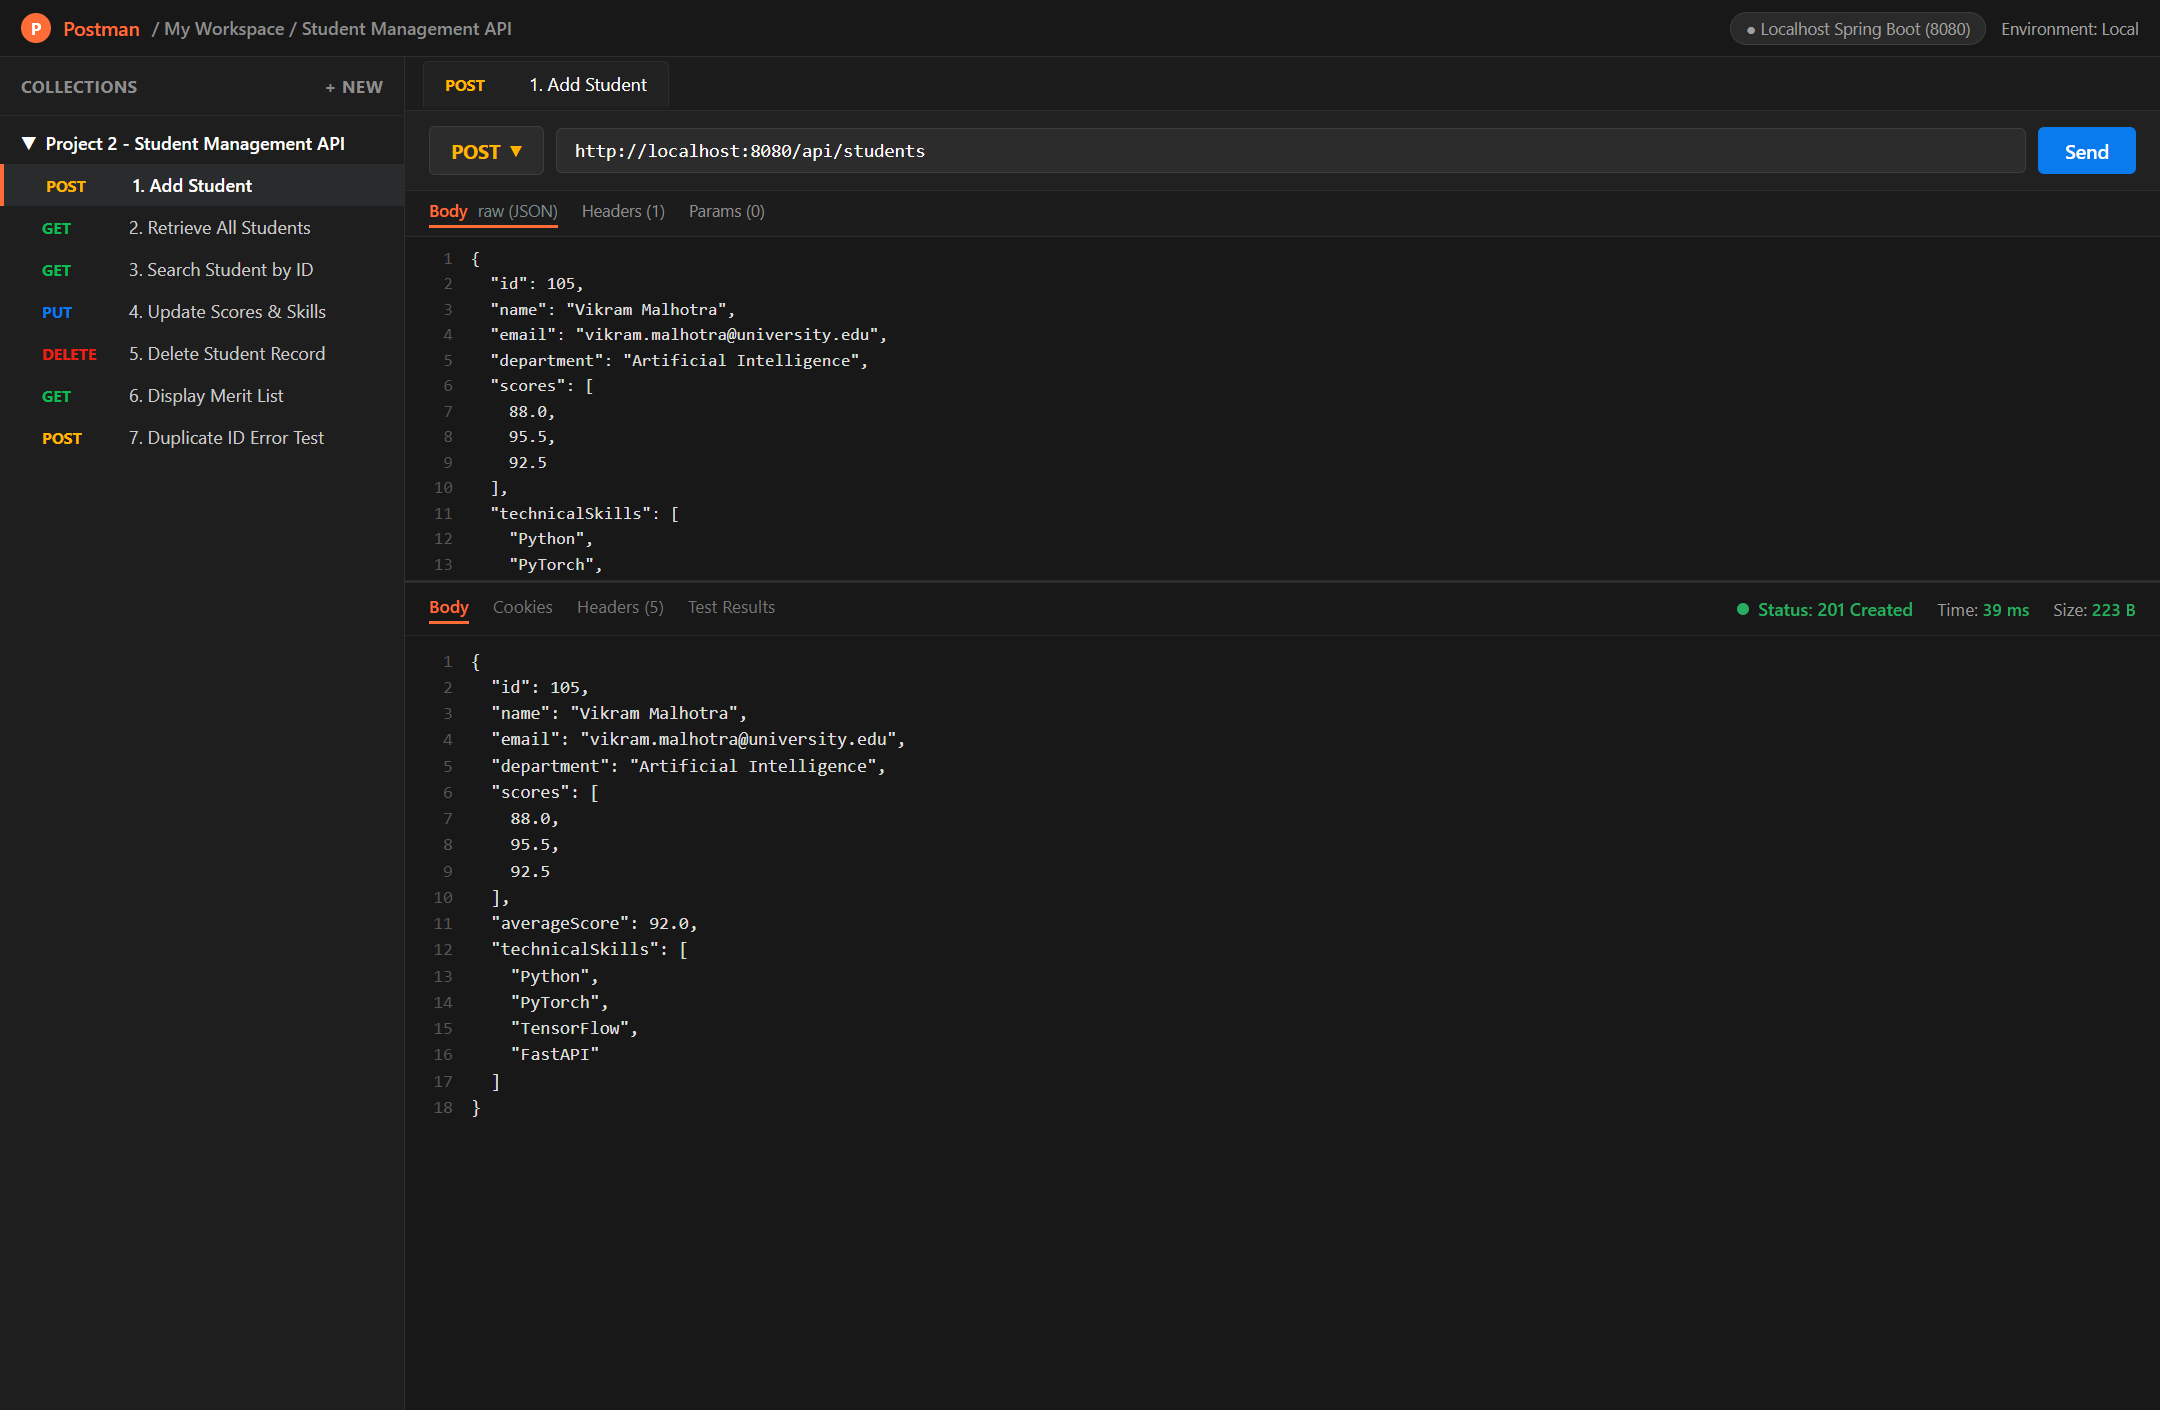 P Postman / My Workspace / Student Management API
● Localhost Spring Boot (8080) Environment: Local
COLLECTIONS + NEW
▼ Project 2 - Student Management API
POST 1. Add Student
GET 2. Retrieve All Students
GET 3. Search Student by ID
PUT 4. Update Scores & Skills
DELETE 5. Delete Student Record
GET 6. Display Merit List
POST 7. Duplicate ID Error Test
POST 1. Add Student
POST ▼ http://localhost:8080/api/students Send
Body raw (JSON) Headers (1) Params (0)
1 {
2 "id": 105,
3 "name": "Vikram Malhotra",
4 "email": "vikram.malhotra@university.edu",
5 "department": "Artificial Intelligence",
6 "scores": [
7 88.0,
8 95.5,
9 92.5
10 ],
11 "technicalSkills": [
12 "Python",
13 "PyTorch",
Body Cookies Headers (5) Test Results
● Status: 201 Created Time: 39 ms Size: 223 B
1 {
2 "id": 105,
3 "name": "Vikram Malhotra",
4 "email": "vikram.malhotra@university.edu",
5 "department": "Artificial Intelligence",
6 "scores": [
7 88.0,
8 95.5,
9 92.5
10 ],
11 "averageScore": 92.0,
12 "technicalSkills": [
13 "Python",
14 "PyTorch",
15 "TensorFlow",
16 "FastAPI"
17 ]
18 }